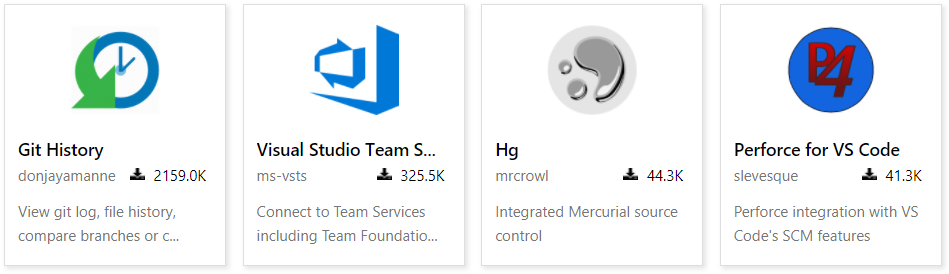 P4
Git History
donjayamanne 2159.0K
View git log, file history,
compare branches or c...
Visual Studio Team S...
ms-vsts 325.5K
Connect to Team Services
including Team Foundatio...
Hg
mrcrowl 44.3K
Integrated Mercurial source
control
Perforce for VS Code
slevesque 41.3K
Perforce integration with VS
Code's SCM features